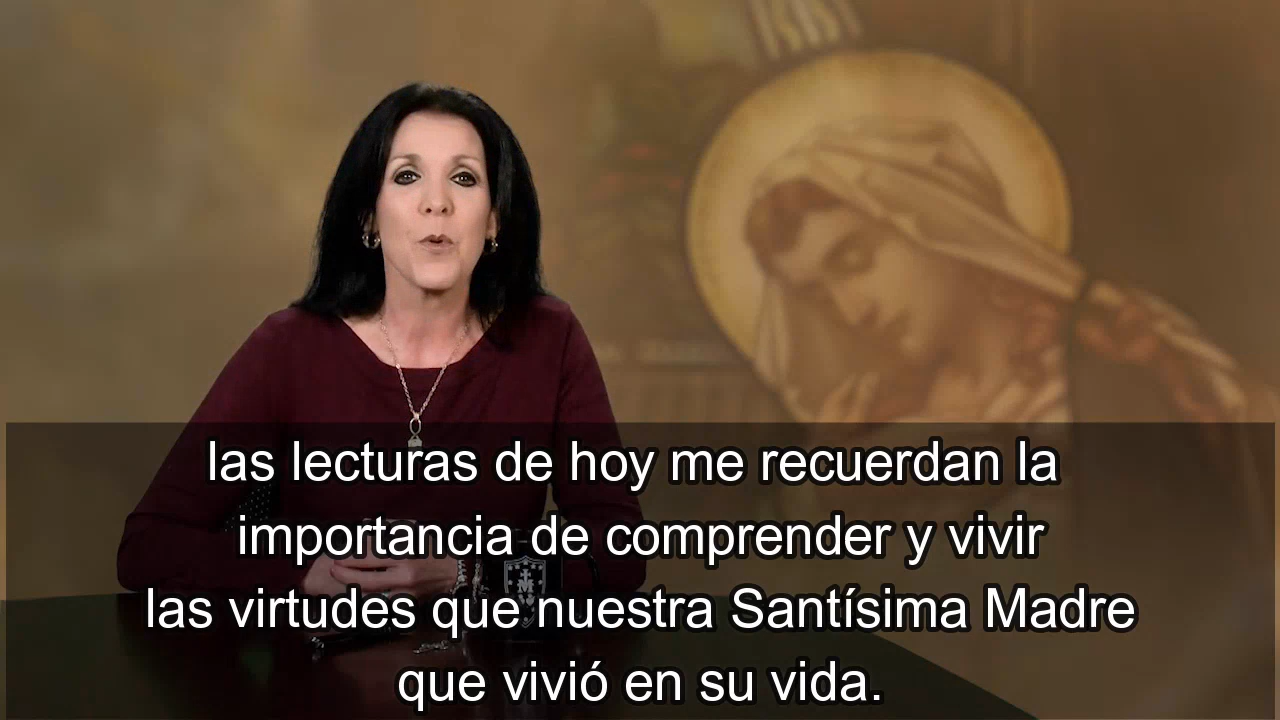 las lecturas de hoy me recuerdan la
importancia de comprender y vivir
las virtudes que nuestra Santísima Madre
que vivió en su vida.